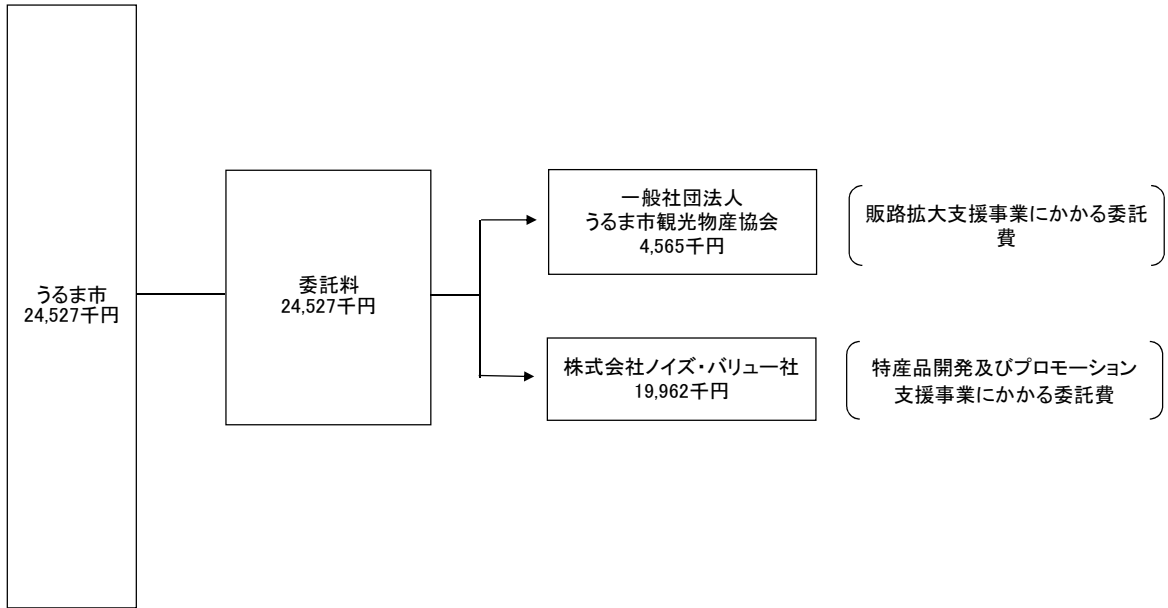 うるま市
24,527千円
委託料
24,527千円
一般社団法人
うるま市観光物産協会
4,565千円
販路拡大支援事業にかかる委託
費
株式会社ノイズ・バリュー社
19,962千円
特産品開発及びプロモーション
支援事業にかかる委託費